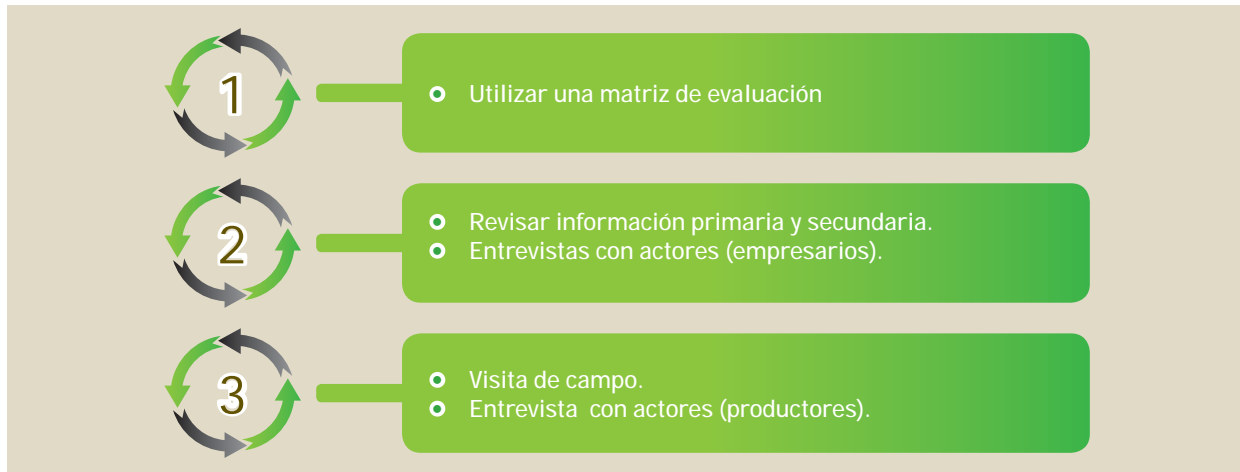 1
Utilizar una matriz de evaluación
2
Revisar información primaria y secundaria.
Entrevistas con actores (empresarios).
3
Visita de campo.
Entrevista con actores (productores).